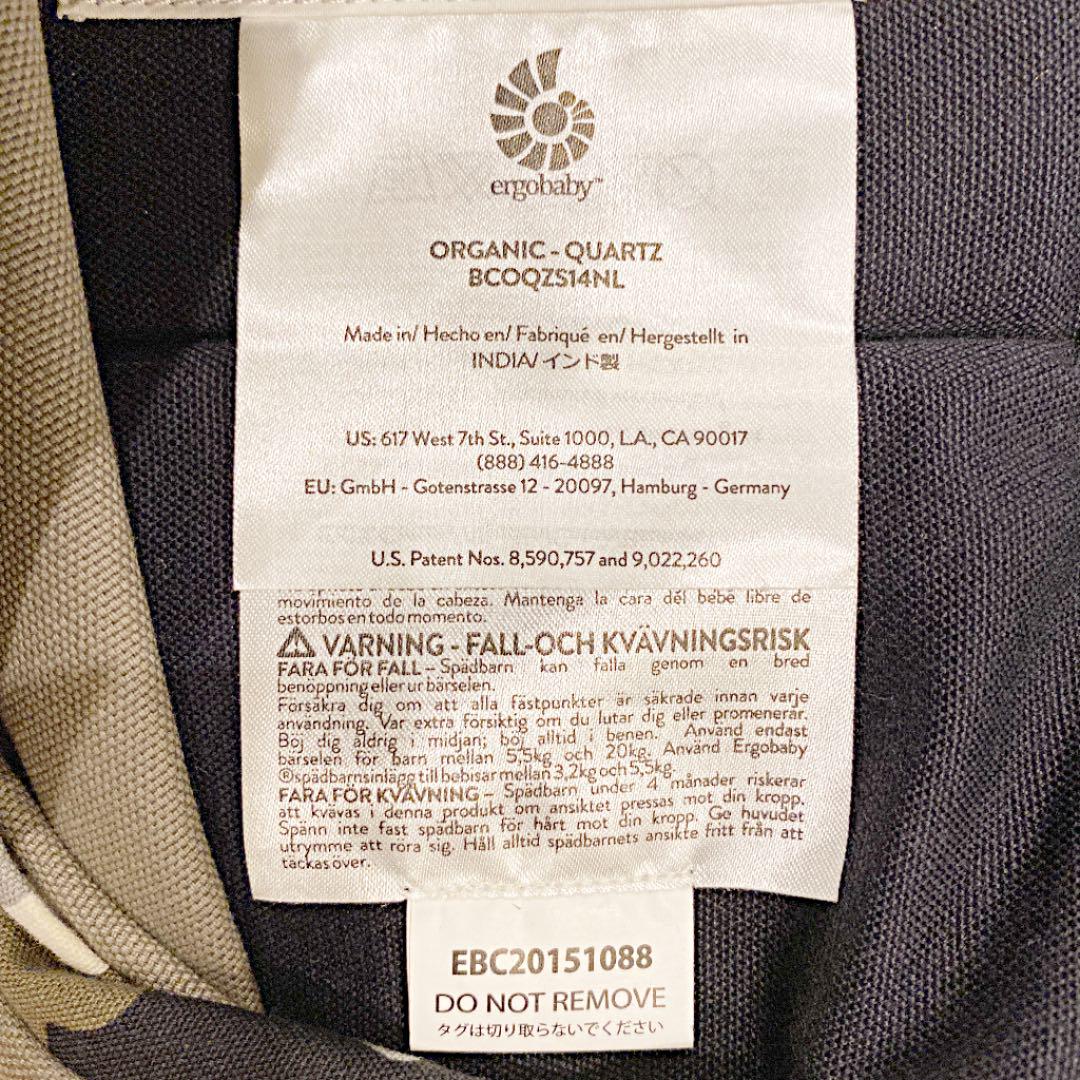 ergobaby™
ORGANIC - QUARTZ
BCOQZS14NL
Made in/ Hecho en/ Fabriqué en/ Hergestellt in
INDIA/ インド製
US: 617 West 7th St., Suite 1000, L.A., CA 90017
(888) 416-4888
EU: GmbH - Gotenstrasse 12 - 20097, Hamburg - Germany
U.S. Patent Nos. 8,590,757 and 9,022,260
movimiento de la cabeza. Mantenga la cara dél bebé libre de
estorbos en todo momento.
⚠ VARNING - FALL-OCH KVÄVNINGSRISK
FARA FÖR FALL – Spädbarn kan falla genom en bred
benöppning eller ur bärselen.
Försäkra dig om att alla fästpunkter är säkrade innan varje
användning. Var extra försiktig om du lutar dig eller promenerar.
Böj dig aldrig i midjan; böj alltid i benen. Använd endast
bärselen för barn mellan 5,5kg och 20kg. Använd Ergobaby
®spädbarnsinlägg till bebisar mellan 3,2kg och 5,5kg.
FARA FÖR KVÄVNING – Spädbarn under 4 månader riskerar
att kvävas i denna produkt om ansiktet pressas mot din kropp.
Spänn inte fast spädbarn för hårt mot din kropp. Ge huvudet
utrymme att röra sig. Håll alltid spädbarnets ansikte fritt från att
täckas över.
EBC20151088
DO NOT REMOVE
タグは切り取らないでください